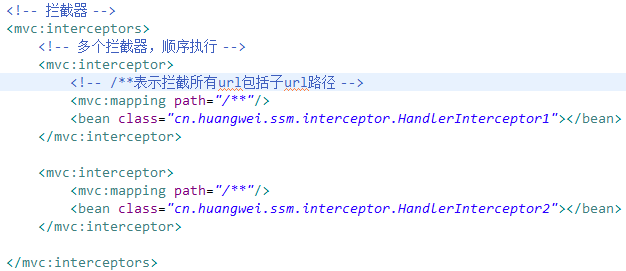 <!-- 拦截器 -->
<mvc:interceptors>
    <!-- 多个拦截器，顺序执行 -->
    <mvc:interceptor>
        <!-- /**表示拦截所有url包括子url路径 -->
        <mvc:mapping path="/**"/>
        <bean class="cn.huangwei.ssm.interceptor.HandlerInterceptor1"></bean>
    </mvc:interceptor>

    <mvc:interceptor>
        <mvc:mapping path="/**"/>
        <bean class="cn.huangwei.ssm.interceptor.HandlerInterceptor2"></bean>
    </mvc:interceptor>

</mvc:interceptors>